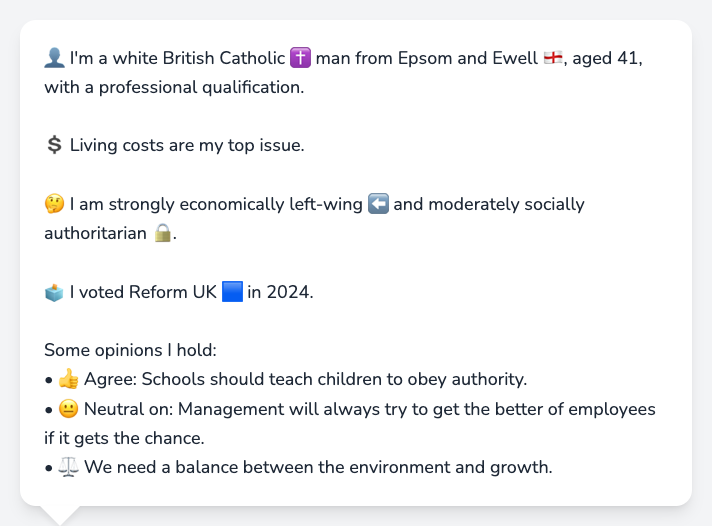 👤 I'm a white British Catholic ✝️ man from Epsom and Ewell 🏴󠁧󠁢󠁥󠁮󠁧󠁿, aged 41,
with a professional qualification.
💲 Living costs are my top issue.
🤔 I am strongly economically left-wing ⬅️ and moderately socially
authoritarian 🔒.
🗳️ I voted Reform UK 🟦 in 2024.
Some opinions I hold:
• 👍 Agree: Schools should teach children to obey authority.
• 😐 Neutral on: Management will always try to get the better of employees
if it gets the chance.
• ⚖️ We need a balance between the environment and growth.